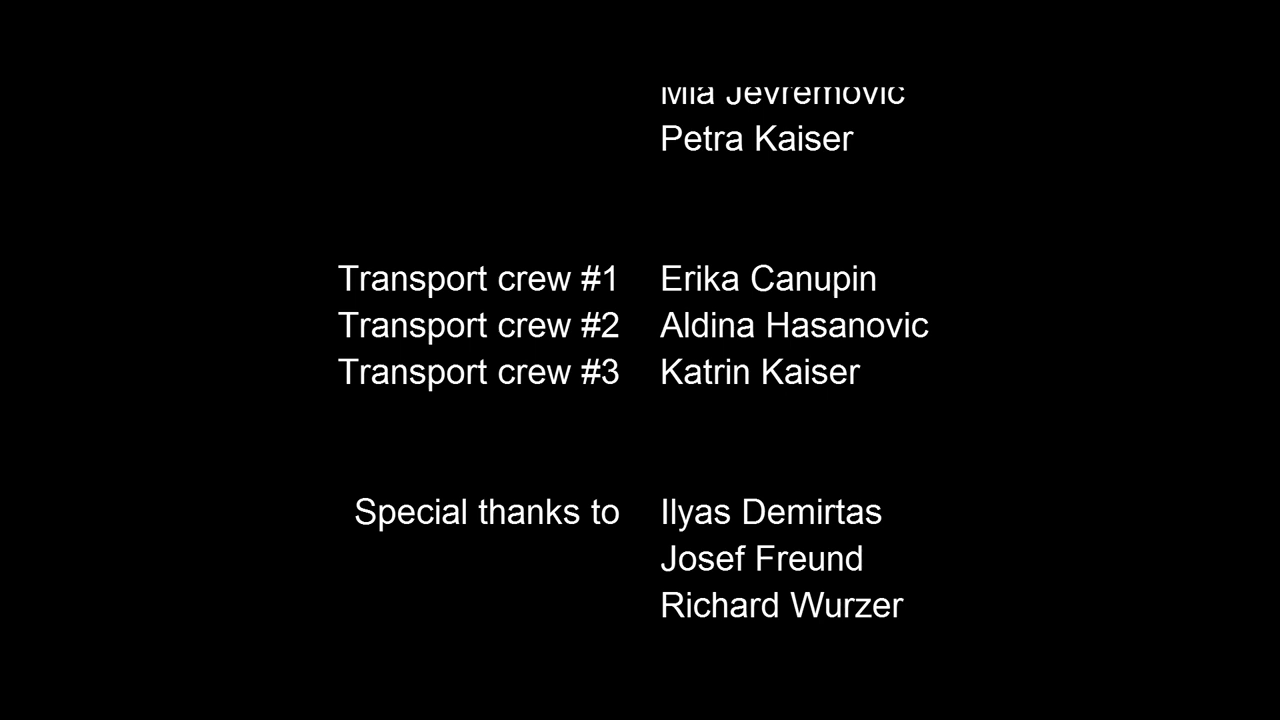 Mia Jevremovic
Petra Kaiser
Transport crew #1 Erika Canupin
Transport crew #2 Aldina Hasanovic
Transport crew #3 Katrin Kaiser
Special thanks to Ilyas Demirtas
Josef Freund
Richard Wurzer